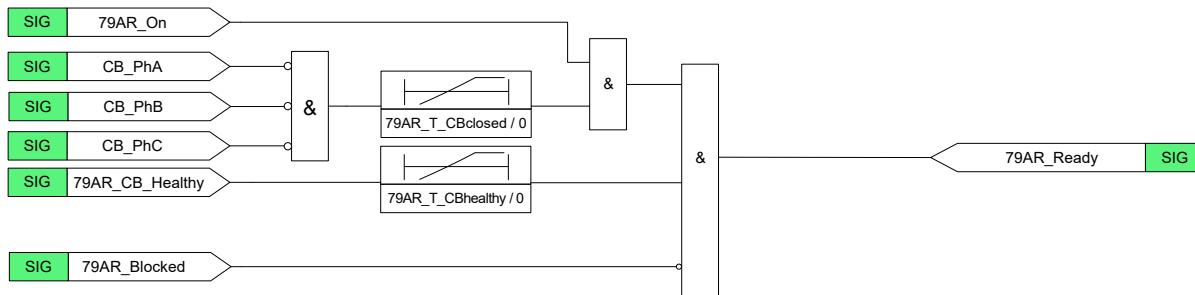 SIG 79AR_On
SIG CB_PhA
SIG CB_PhB
SIG CB_PhC
SIG 79AR_CB_Healthy
SIG 79AR_Blocked
&
79AR_T_CBclosed / 0
79AR_T_CBhealthy / 0
&
&
79AR_Ready SIG